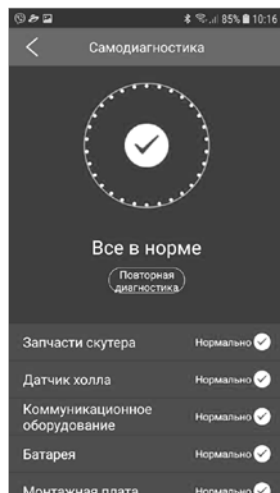 85% 10:16
Самодиагностика
Все в норме
Повторная
диагностика
Запчасти скутера Нормально
Датчик холла Нормально
Коммуникационное
оборудование Нормально
Батарея Нормально
Монтажная плата Нормально